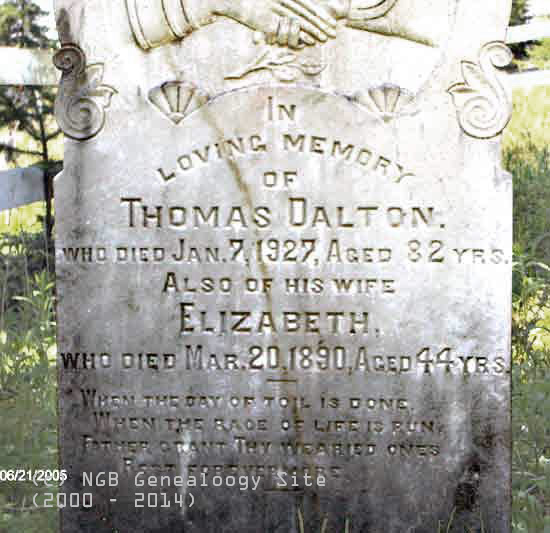 IN
LOVING MEMORY
OF
THOMAS DALTON.
WHO DIED JAN. 7, 1927, AGED 82 YRS.
ALSO OF HIS WIFE
ELIZABETH,
WHO DIED MAR. 20, 1890, AGED 44 YRS.
WHEN THE DAY OF TOIL IS DONE,
WHEN THE RACE OF LIFE IS RUN,
FATHER GRANT THY WEARIED ONES
REST FOREVERMORE
06/21/2005
(C) NGB Genealoogy Site
(2000 - 2014)